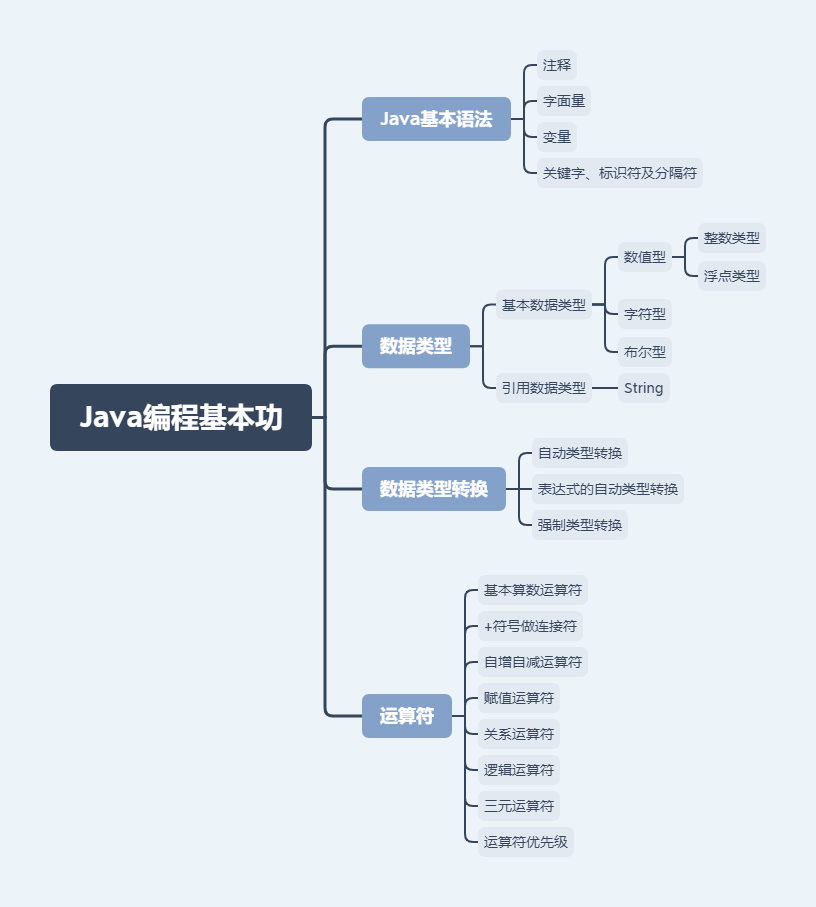 Java编程基本功
Java基本语法
注释
字面量
变量
关键字、标识符及分隔符
数据类型
基本数据类型
数值型
整数类型
浮点类型
字符型
布尔型
引用数据类型
String
数据类型转换
自动类型转换
表达式的自动类型转换
强制类型转换
运算符
基本算数运算符
+符号做连接符
自增自减运算符
赋值运算符
关系运算符
逻辑运算符
三元运算符
运算符优先级